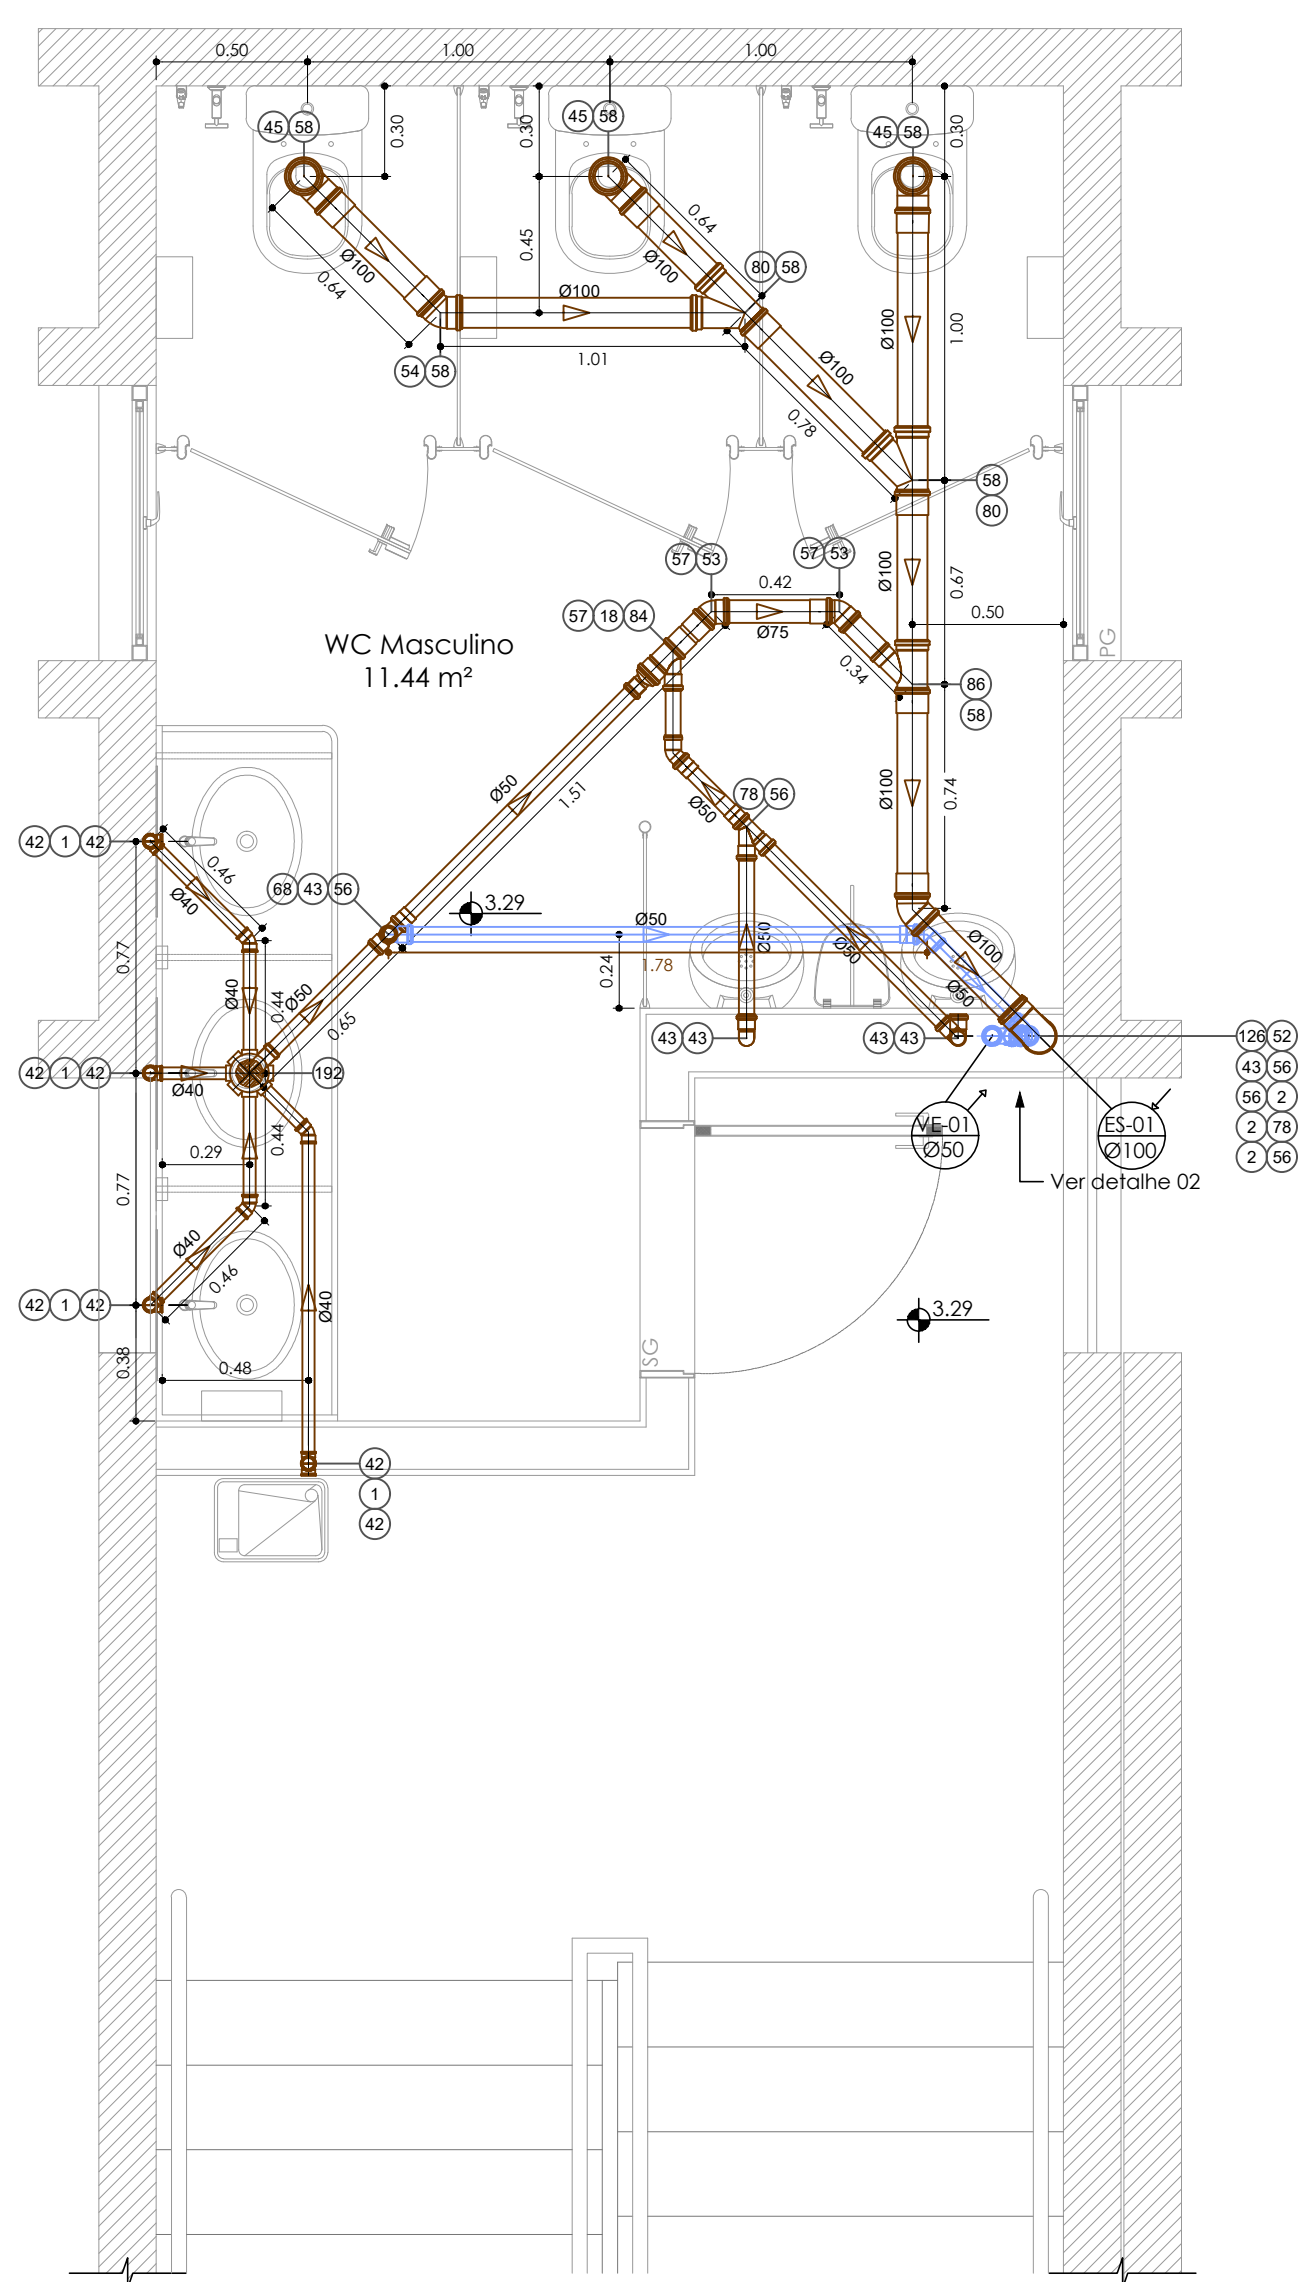 0.50 1.00 1.00
45 58 0.30
45 58 0.30
45 58 0.30
0.64 Ø100
0.45
0.64 Ø100
80 58
Ø100
1.01
54 58
Ø100 1.00
Ø100
0.78
58
80
57 53
57 53
0.42
Ø75
Ø100 0.67
0.50
57 18 84
0.34
WC Masculino
11.44 m²
PG
86
58
Ø50
1.51
78 56
Ø50
Ø100 0.74
42 1 42
0.46
Ø40
68 43 56
3.29
Ø50
0.77
0.24
1.78
Ø50
Ø50
Ø100
Ø50
Ø40 0.44
Ø50
0.65
43 43
43 43
126 52
43 56
56 2
2 78
2 56
42 1 42
Ø40
192
VE-01
Ø50
ES-01
Ø100
Ver detalhe 02
0.29
0.44
0.77
Ø40
0.46
42 1 42
Ø40
3.29
0.38
0.48
SG
42
1
42